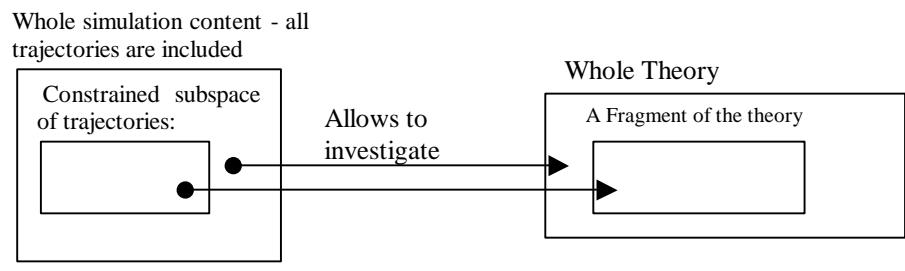 Whole simulation content - all
trajectories are included
Constrained subspace
of trajectories:
Allows to
investigate
Whole Theory
A Fragment of the theory